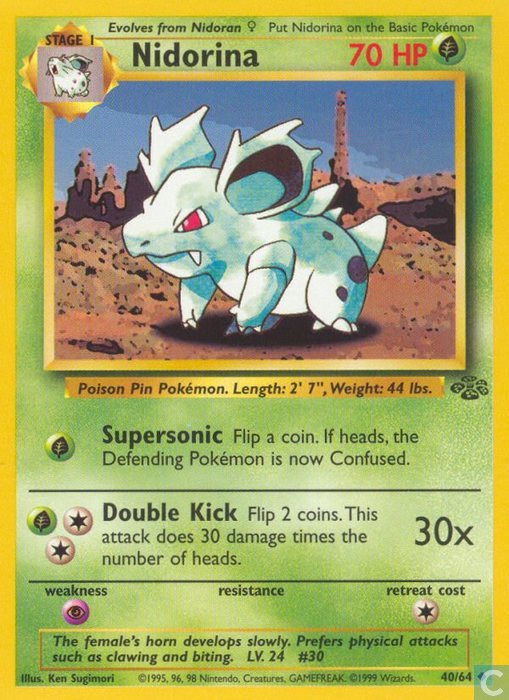 Evolves from Nidoran ♀ Put Nidorina on the Basic Pokémon
STAGE 1
Nidorina
70 HP
Poison Pin Pokémon. Length: 2' 7", Weight: 44 lbs.
Supersonic Flip a coin. If heads, the
Defending Pokémon is now Confused.
Double Kick Flip 2 coins. This
attack does 30 damage times the
number of heads.
30x
weakness resistance retreat cost
The female's horn develops slowly. Prefers physical attacks
such as clawing and biting. LV. 24 #30
Illus. Ken Sugimori ©1995, 96, 98 Nintendo, Creatures, GAMEFREAK. ©1999 Wizards. 40/64
C